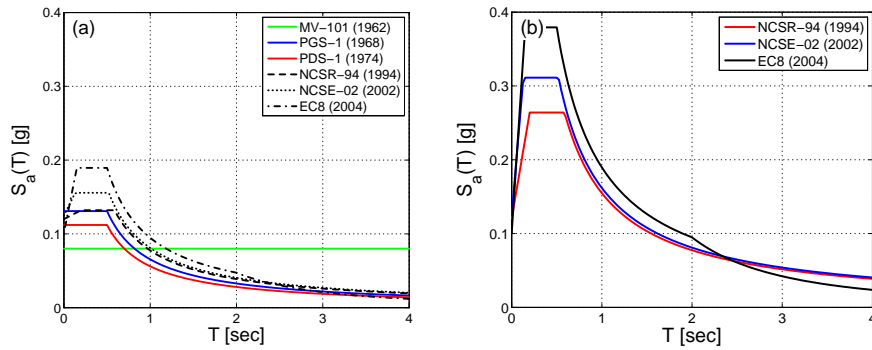 (a)
MV−101 (1962)
PGS−1 (1968)
PDS−1 (1974)
NCSR−94 (1994)
NCSE−02 (2002)
EC8 (2004)
0.4
0.3
0.2
0.1
0
S_a(T) [g]
0 1 2 3 4
T [sec]
(b)
NCSR−94 (1994)
NCSE−02 (2002)
EC8 (2004)
0.4
0.3
0.2
0.1
0
S_a(T) [g]
0 1 2 3 4
T [sec]